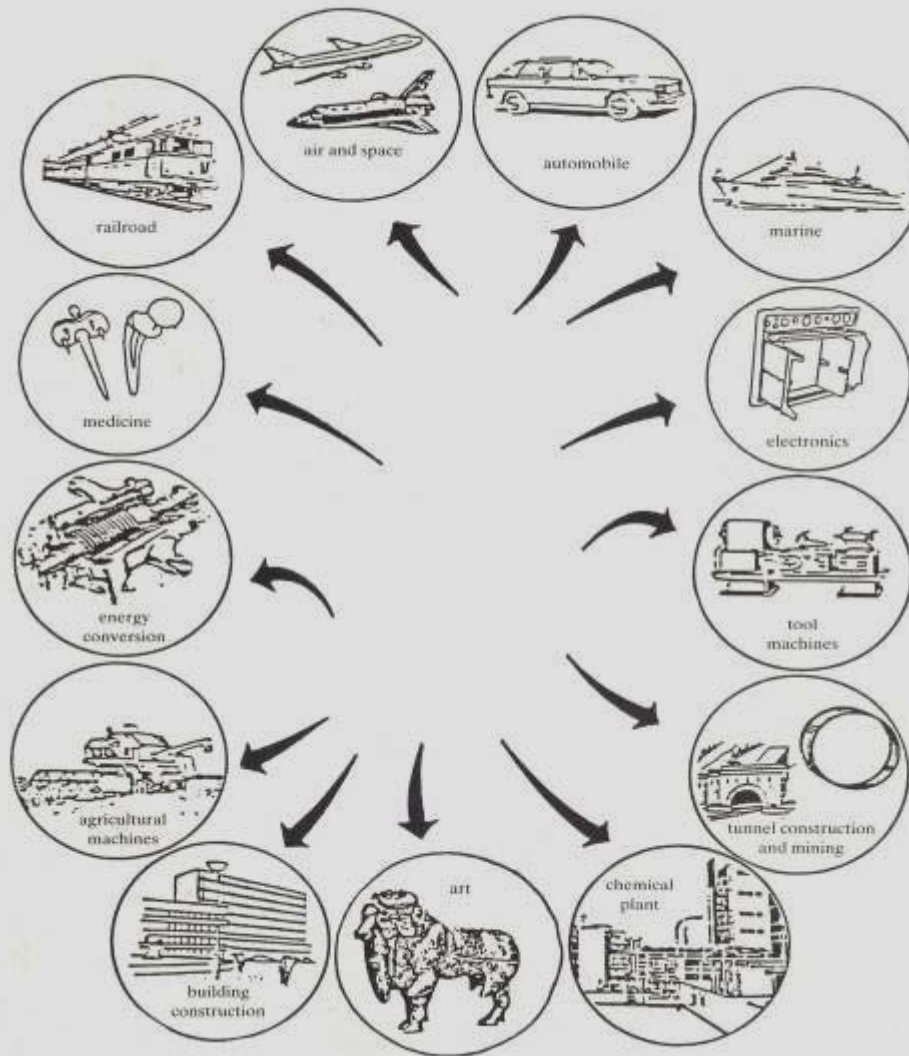 air and space
automobile
railroad
marine
medicine
electronics
energy
conversion
tool
machines
agricultural
machines
tunnel construction
and mining
building
construction
art
chemical
plant